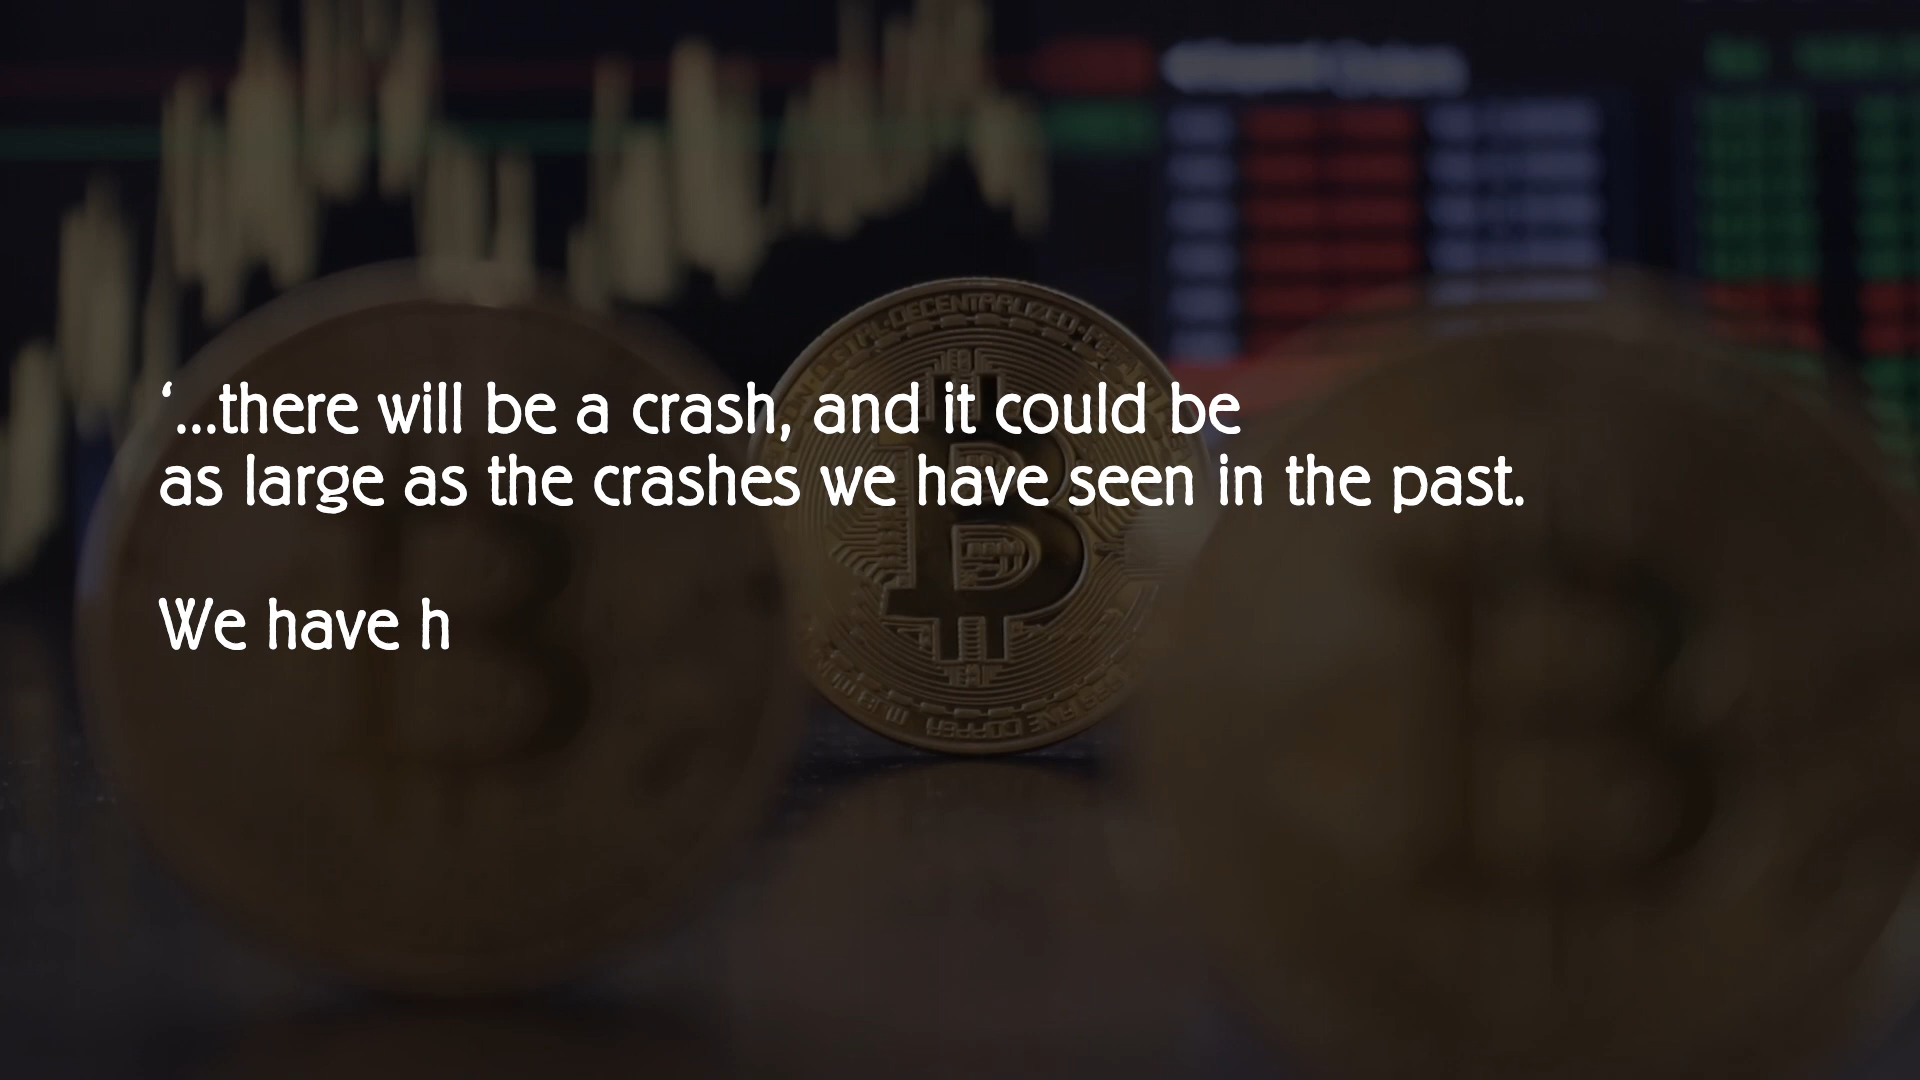 ‘...there will be a crash, and it could be
as large as the crashes we have seen in the past.
We have h
DECENTRALIZED